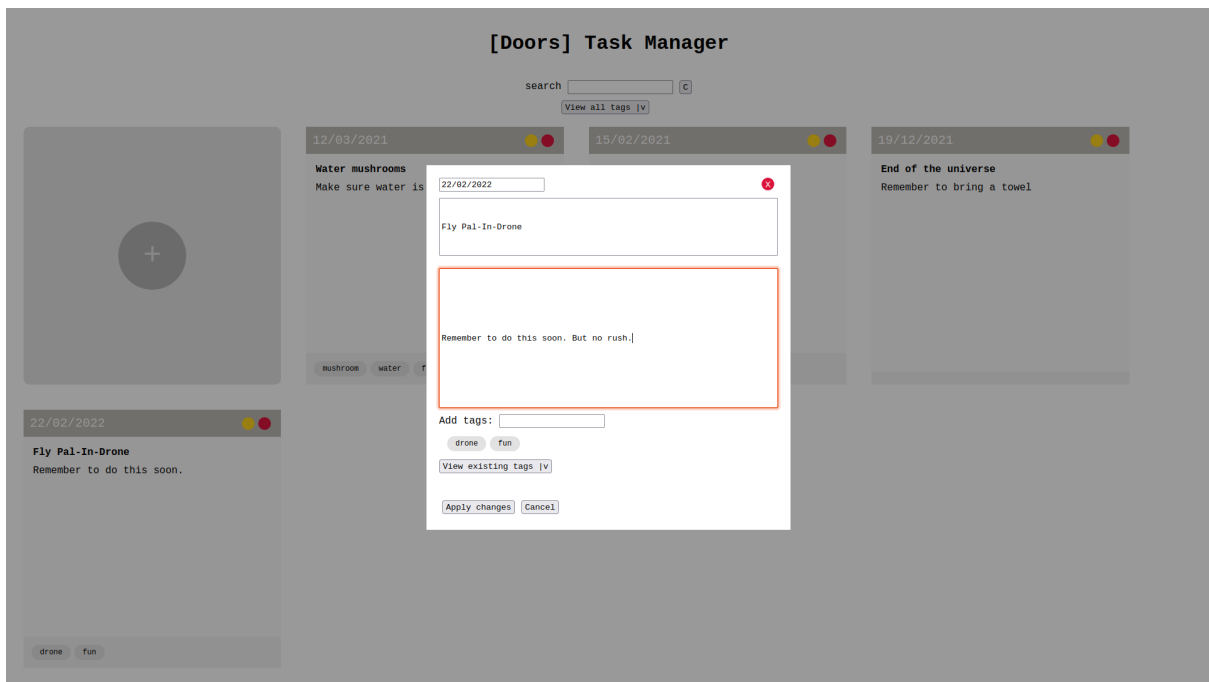 [Doors] Task Manager
search C
View all tags |v
+
12/03/2021
Water mushrooms
Make sure water is
mushroom water
15/02/2021
19/12/2021
End of the universe
Remember to bring a towel
22/02/2022 X
Fly Pal-In-Drone
Remember to do this soon. But no rush.
Add tags:
drone fun
View existing tags |v
Apply changes Cancel
22/02/2022
Fly Pal-In-Drone
Remember to do this soon.
drone fun